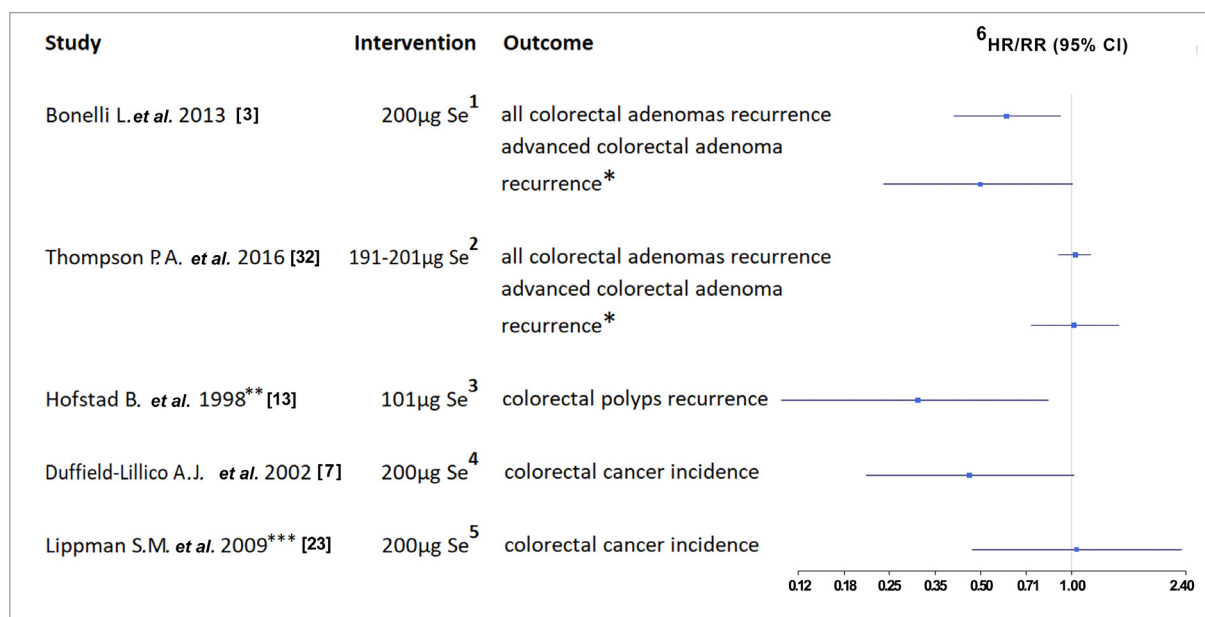 Study Intervention Outcome ⁶HR/RR (95% CI)
Bonelli L. et al. 2013 [3] 200µg Se¹ all colorectal adenomas recurrence
advanced colorectal adenoma
recurrence*
Thompson P.A. et al. 2016 [32] 191-201µg Se² all colorectal adenomas recurrence
advanced colorectal adenoma
recurrence*
Hofstad B. et al. 1998** [13] 101µg Se³ colorectal polyps recurrence
Duffield-Lillico A.J. et al. 2002 [7] 200µg Se⁴ colorectal cancer incidence
Lippman S.M. et al. 2009*** [23] 200µg Se⁵ colorectal cancer incidence
0.12 0.18 0.25 0.35 0.50 0.71 1.00 2.40